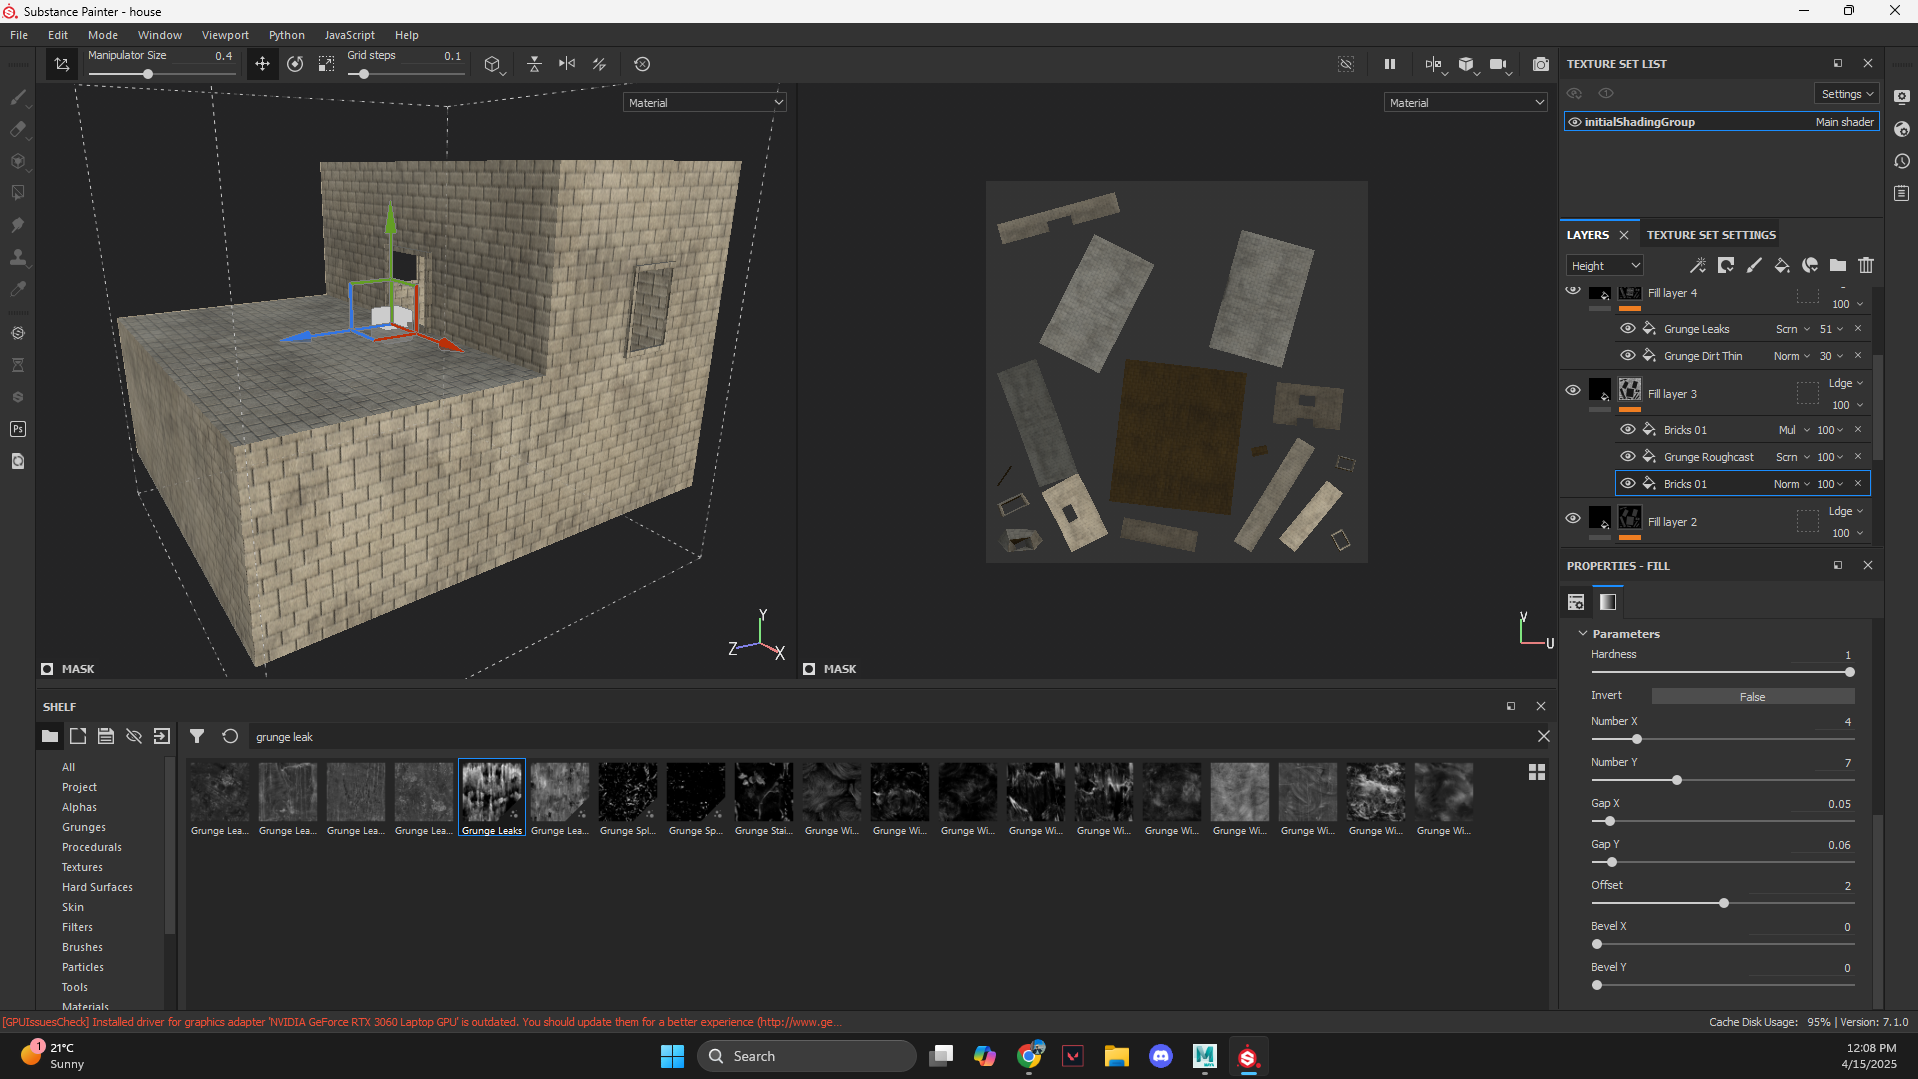 Substance Painter - house
File Edit Mode Window Viewport Python JavaScript Help
Manipulator Size 0.4
Grid steps 0.1
Material
Material
MASK
MASK
Y
Z
X
V
U
TEXTURE SET LIST
Settings
initialShadingGroup Main shader
LAYERS TEXTURE SET SETTINGS
Height
Fill layer 4
100
Grunge Leaks Scrn 51
Grunge Dirt Thin Norm 30
Fill layer 3 Ldge
100
Bricks 01 Mul 100
Grunge Roughcast Scrn 100
Bricks 01 Norm 100
Fill layer 2 Ldge
100
PROPERTIES - FILL
Parameters
Hardness 1
Invert False
Number X 4
Number Y 7
Gap X 0.05
Gap Y 0.06
Offset 2
Bevel X 0
Bevel Y 0
SHELF
grunge leak
All
Project
Alphas
Grunges
Procedurals
Textures
Hard Surfaces
Skin
Filters
Brushes
Particles
Tools
Materials
Grunge Lea... Grunge Lea... Grunge Lea... Grunge Lea... Grunge Leaks Grunge Lea... Grunge Spl... Grunge Sp... Grunge Stai... Grunge Wi... Grunge Wi... Grunge Wi... Grunge Wi... Grunge Wi... Grunge Wi... Grunge Wi... Grunge Wi... Grunge Wi... Grunge Wi...
[GPUIssuesCheck] Installed driver for graphics adapter 'NVIDIA GeForce RTX 3060 Laptop GPU' is outdated. You should update them for a better experience (http://www.ge...
Cache Disk Usage: 95% | Version: 7.1.0
1
21°C
Sunny
Search
Ps
M
12:08 PM
4/15/2025